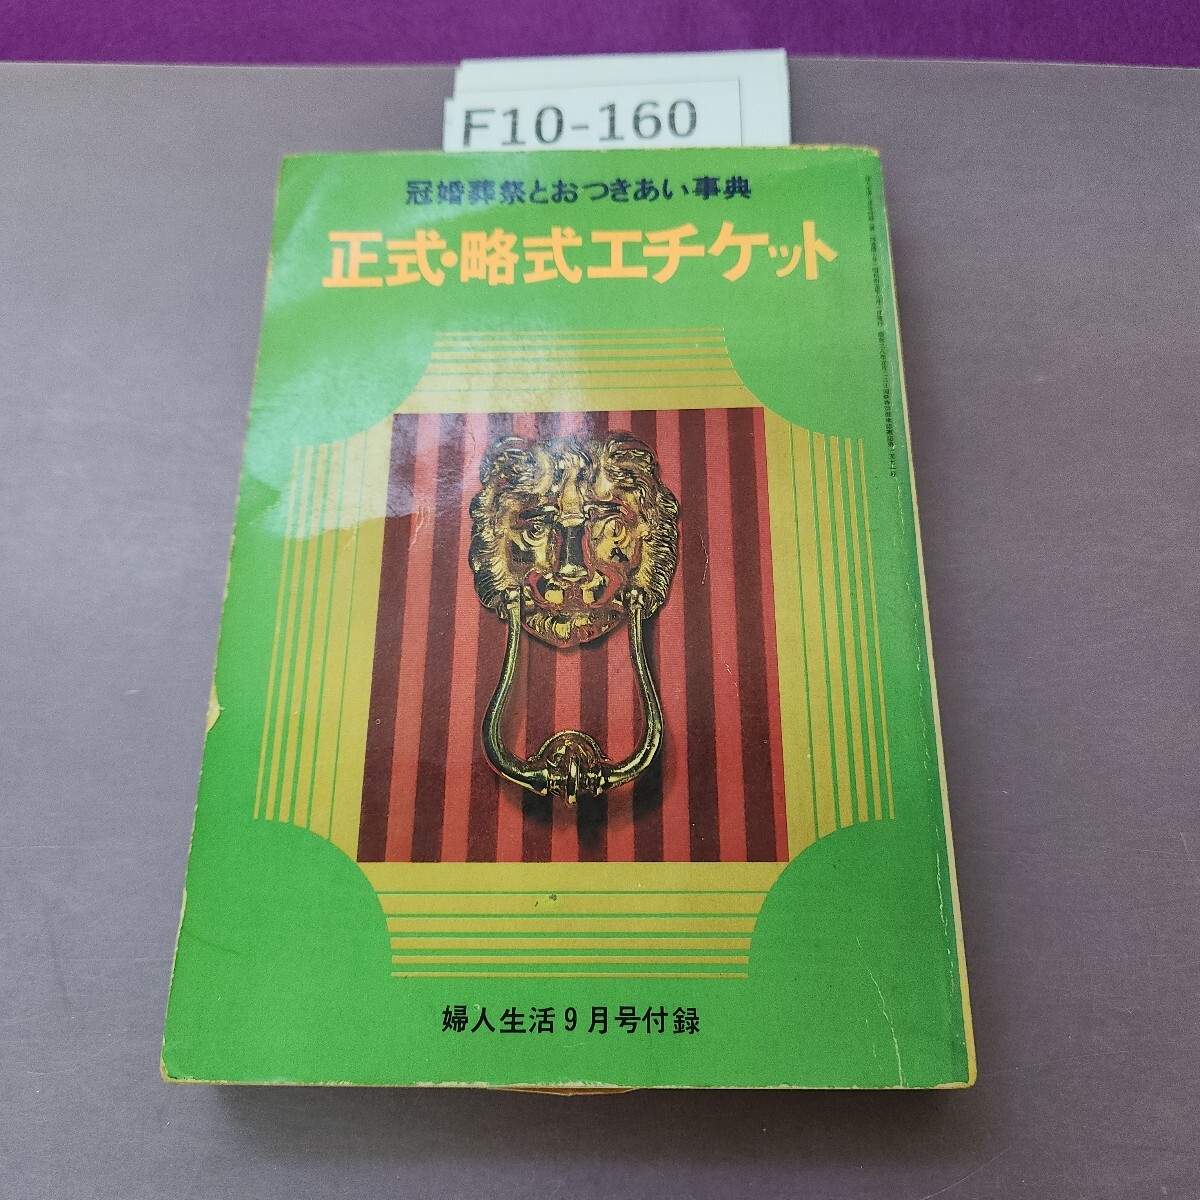 F10-160
冠婚葬祭とおつきあい事典
正式・略式エチケット
婦人生活9月号付録